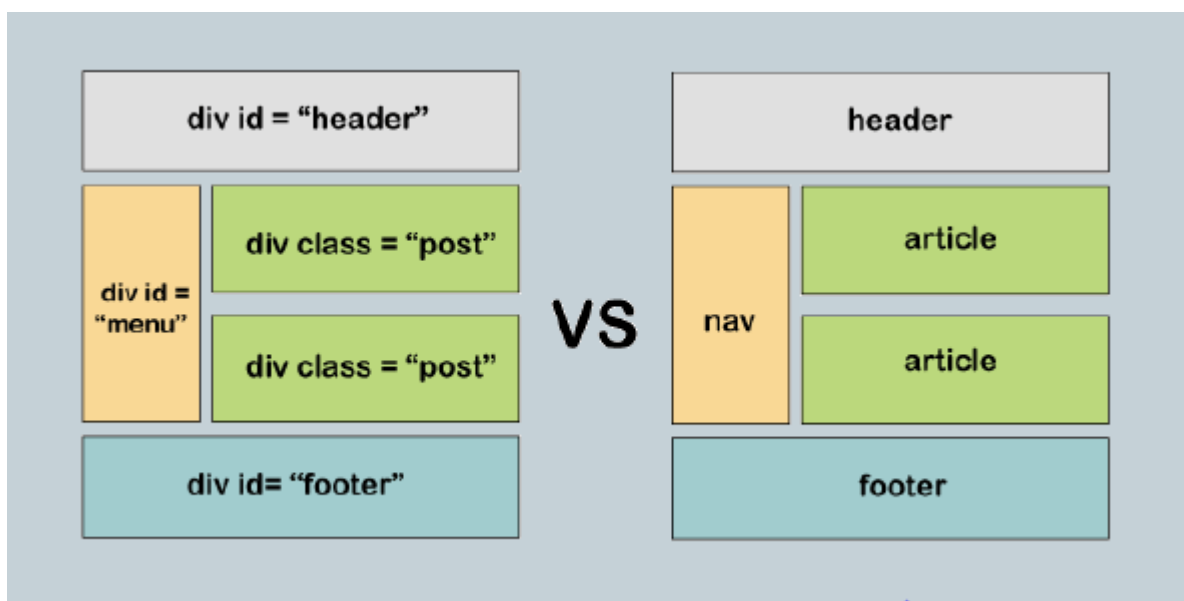 div id = “header”
div id =
“menu”
div class = “post”
div class = “post”
div id= “footer”
VS
header
nav
article
article
footer